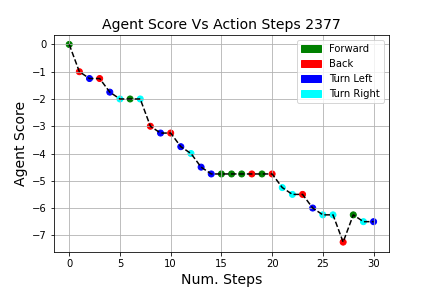 Agent Score Vs Action Steps 2377
Forward
Back
Turn Left
Turn Right
0
−1
−2
−3
−4
−5
−6
−7
Agent Score
0 5 10 15 20 25 30
Num. Steps